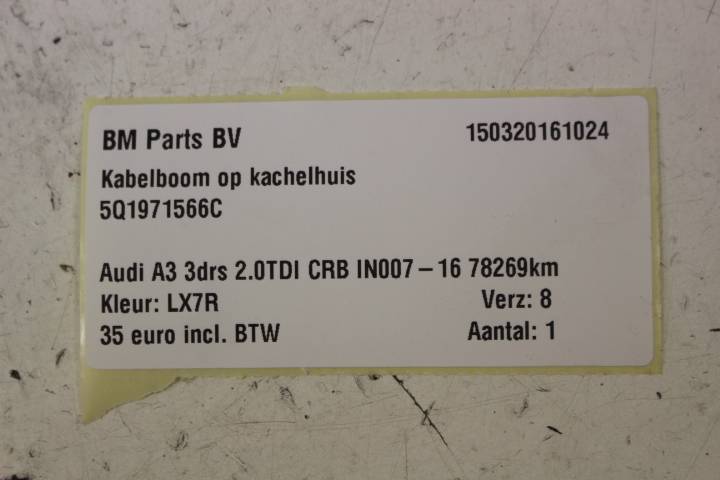 BM Parts BV 150320161024
Kabelboom op kachelhuis
5Q1971566C
Audi A3 3drs 2.0TDI CRB IN007 – 16 78269km
Kleur: LX7R Verz: 8
35 euro incl. BTW Aantal: 1